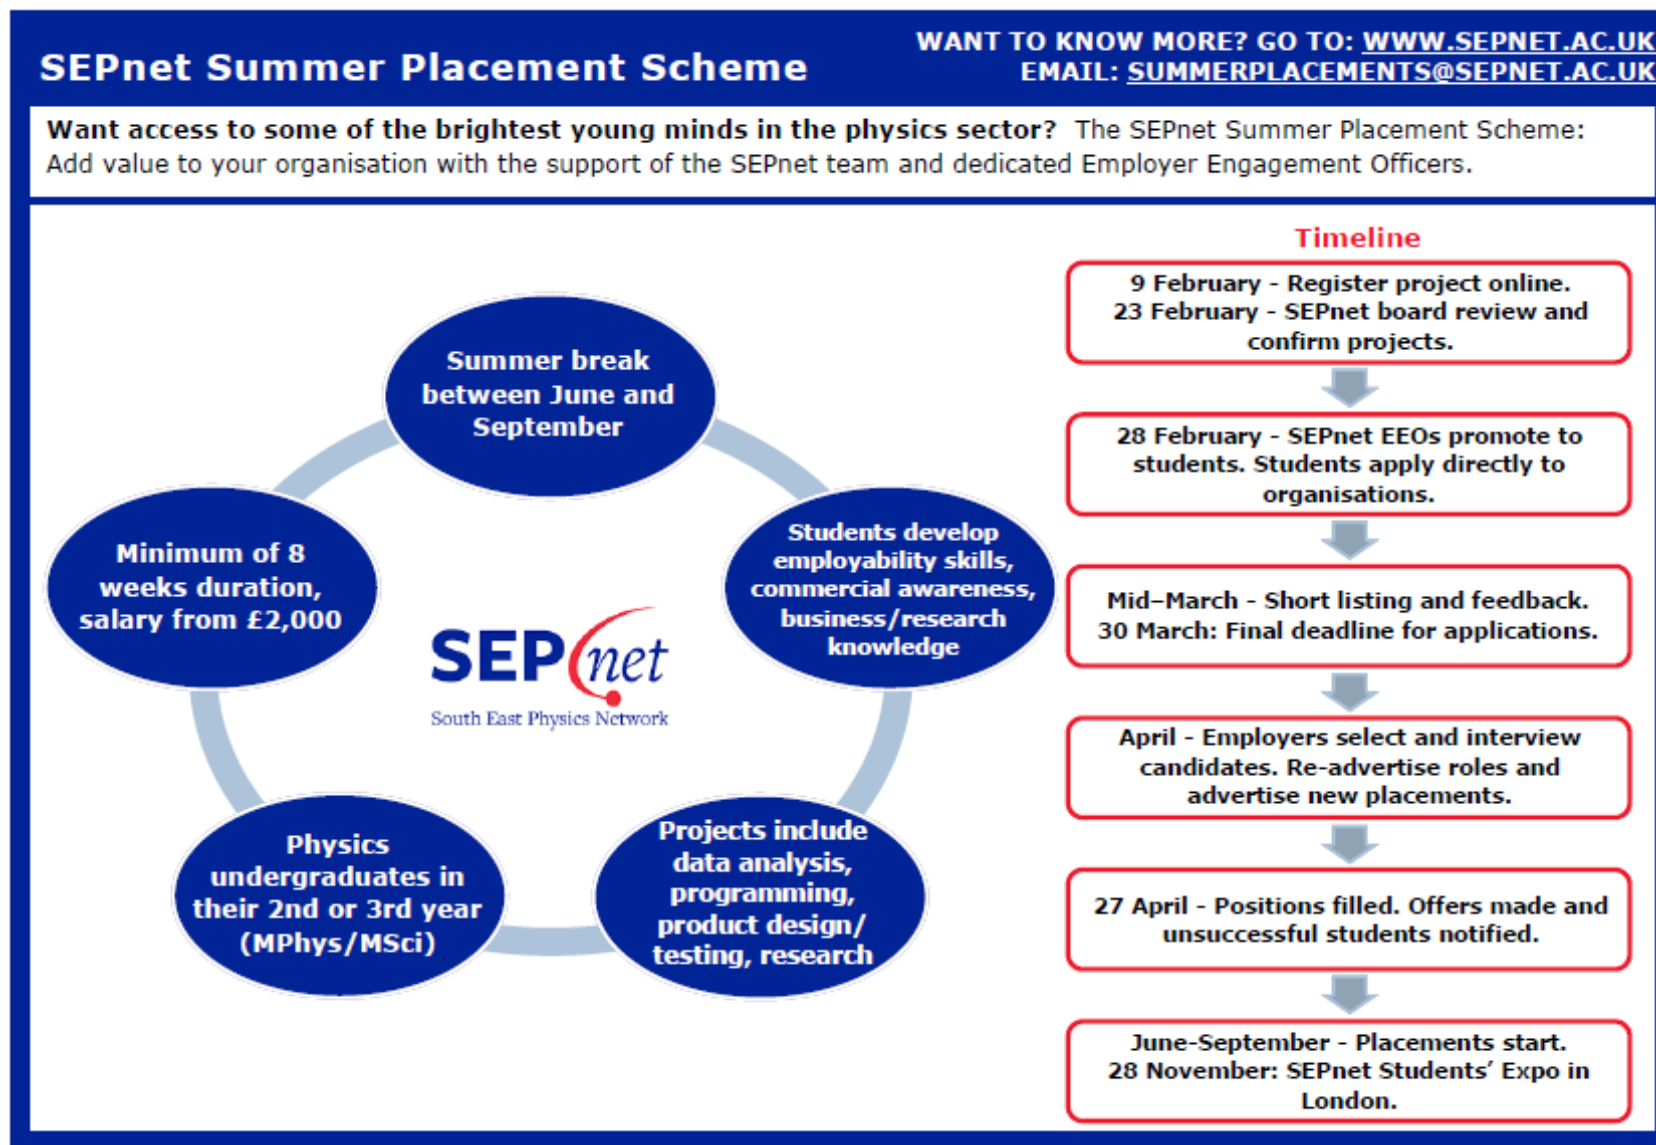 SEPnet Summer Placement Scheme
WANT TO KNOW MORE? GO TO: WWW.SEPNET.AC.UK
EMAIL: SUMMERPLACEMENTS@SEPNET.AC.UK
Want access to some of the brightest young minds in the physics sector? The SEPnet Summer Placement Scheme:
Add value to your organisation with the support of the SEPnet team and dedicated Employer Engagement Officers.
Summer break
between June and
September
Students develop
employability skills,
commercial awareness,
business/research
knowledge
Projects include
data analysis,
programming,
product design/
testing, research
Physics
undergraduates in
their 2nd or 3rd year
(MPhys/MSci)
Minimum of 8
weeks duration,
salary from £2,000
SEPnet
South East Physics Network
Timeline
9 February - Register project online.
23 February - SEPnet board review and
confirm projects.
28 February - SEPnet EEOs promote to
students. Students apply directly to
organisations.
Mid–March - Short listing and feedback.
30 March: Final deadline for applications.
April - Employers select and interview
candidates. Re-advertise roles and
advertise new placements.
27 April - Positions filled. Offers made and
unsuccessful students notified.
June-September - Placements start.
28 November: SEPnet Students’ Expo in
London.